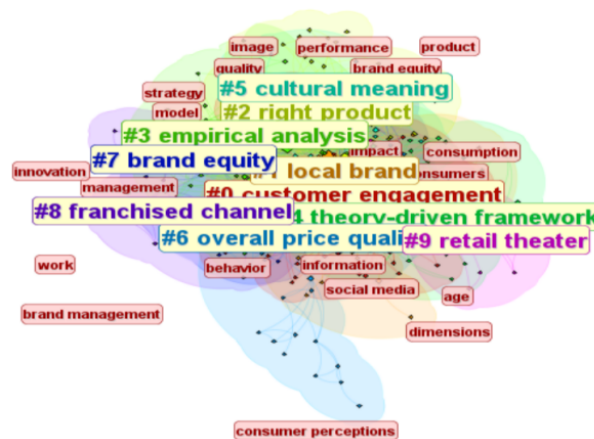 image
performance
product
quality
brand equity
#5 cultural meaning
strategy
#2 right product
model
#3 empirical analysis
impact
consumption
#7 brand equity
#1 local brand
innovation
consumers
management
#0 customer engagement
#8 franchised channel
#4 theory-driven framework
#6 overall price quali
#9 retail theater
work
behavior
information
social media
age
brand management
dimensions
consumer perceptions